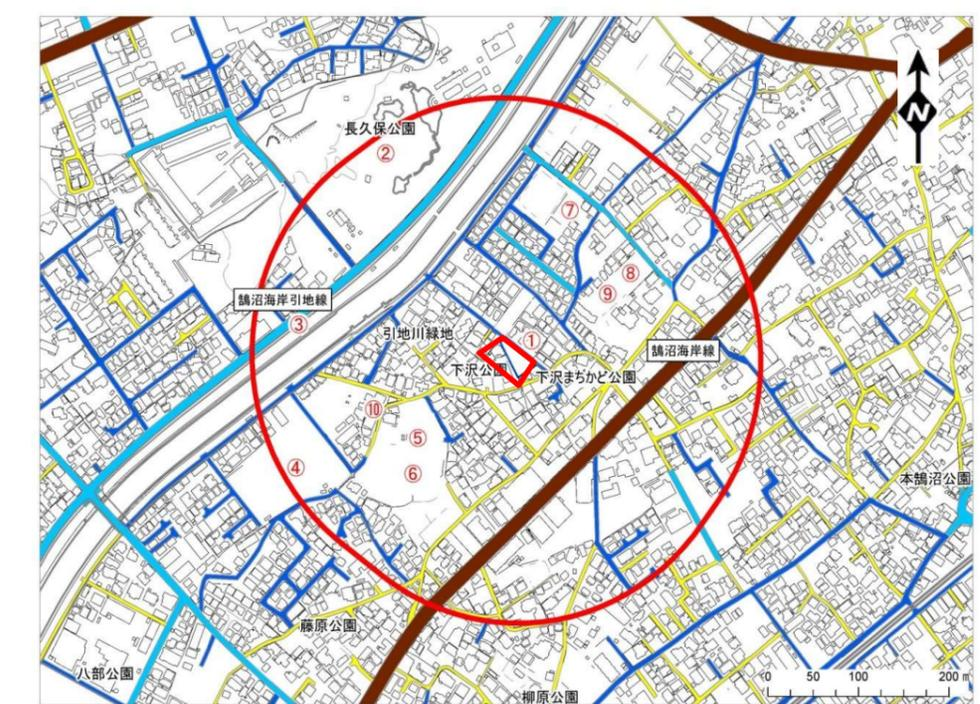 N
長久保公園
②
⑦
⑧
⑨
鵠沼海岸引地線
③
引地川緑地
①
鵠沼海岸線
下沢公園
下沢まちかど公園
⑩
⑤
④
⑥
本鵠沼公園
藤原公園
八部公園
柳原公園
0 50 100 200 m